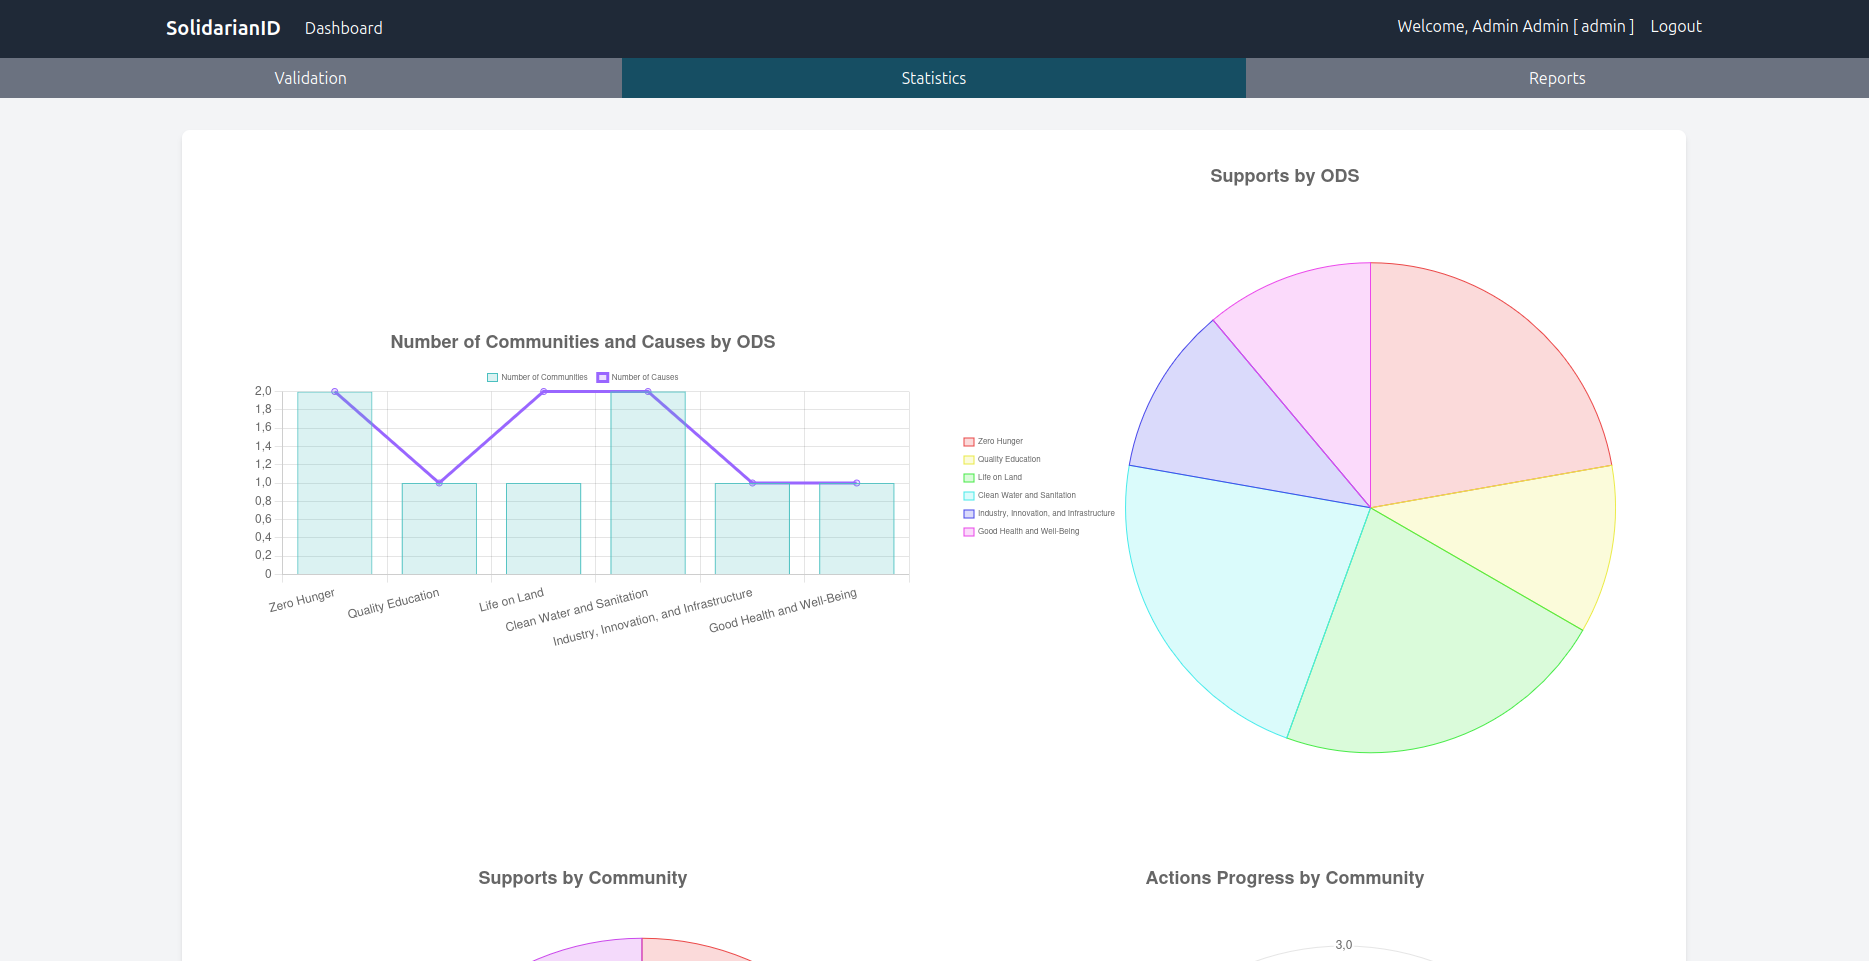 SolidarianID Dashboard Welcome, Admin Admin [ admin ] Logout
Validation Statistics Reports
Number of Communities and Causes by ODS
Number of Communities Number of Causes
2,0
1,8
1,6
1,4
1,2
1,0
0,8
0,6
0,4
0,2
0
Zero Hunger
Quality Education
Life on Land
Clean Water and Sanitation
Industry, Innovation, and Infrastructure
Good Health and Well-Being
Supports by ODS
Zero Hunger
Quality Education
Life on Land
Clean Water and Sanitation
Industry, Innovation, and Infrastructure
Good Health and Well-Being
Supports by Community
Actions Progress by Community
3,0